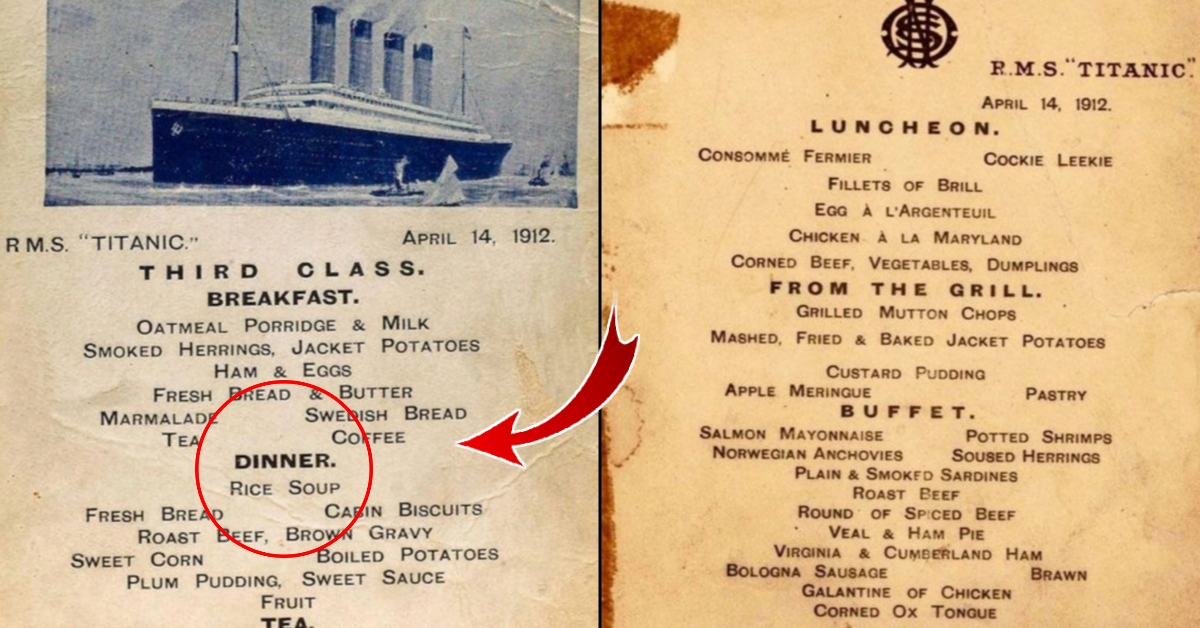 R.M.S. "TITANIC."
APRIL 14, 1912.
THIRD CLASS.
BREAKFAST.
OATMEAL PORRIDGE & MILK
SMOKED HERRINGS, JACKET POTATOES
HAM & EGGS
FRESH BREAD & BUTTER
MARMALADE SWEDISH BREAD
TEA COFFEE
DINNER.
RICE SOUP
FRESH BREAD CABIN BISCUITS
ROAST BEEF, BROWN GRAVY
SWEET CORN BOILED POTATOES
PLUM PUDDING, SWEET SAUCE
FRUIT
TEA.
R.M.S. "TITANIC."
APRIL 14, 1912.
LUNCHEON.
CONSOMMÉ FERMIER COCKIE LEEKIE
FILLETS OF BRILL
EGG À L'ARGENTEUIL
CHICKEN À LA MARYLAND
CORNED BEEF, VEGETABLES, DUMPLINGS
FROM THE GRILL.
GRILLED MUTTON CHOPS
MASHED, FRIED & BAKED JACKET POTATOES
CUSTARD PUDDING
APPLE MERINGUE PASTRY
BUFFET.
SALMON MAYONNAISE POTTED SHRIMPS
NORWEGIAN ANCHOVIES SOUSED HERRINGS
PLAIN & SMOKED SARDINES
ROAST BEEF
ROUND OF SPICED BEEF
VEAL & HAM PIE
VIRGINIA & CUMBERLAND HAM
BOLOGNA SAUSAGE BRAWN
GALANTINE OF CHICKEN
CORNED OX TONGUE